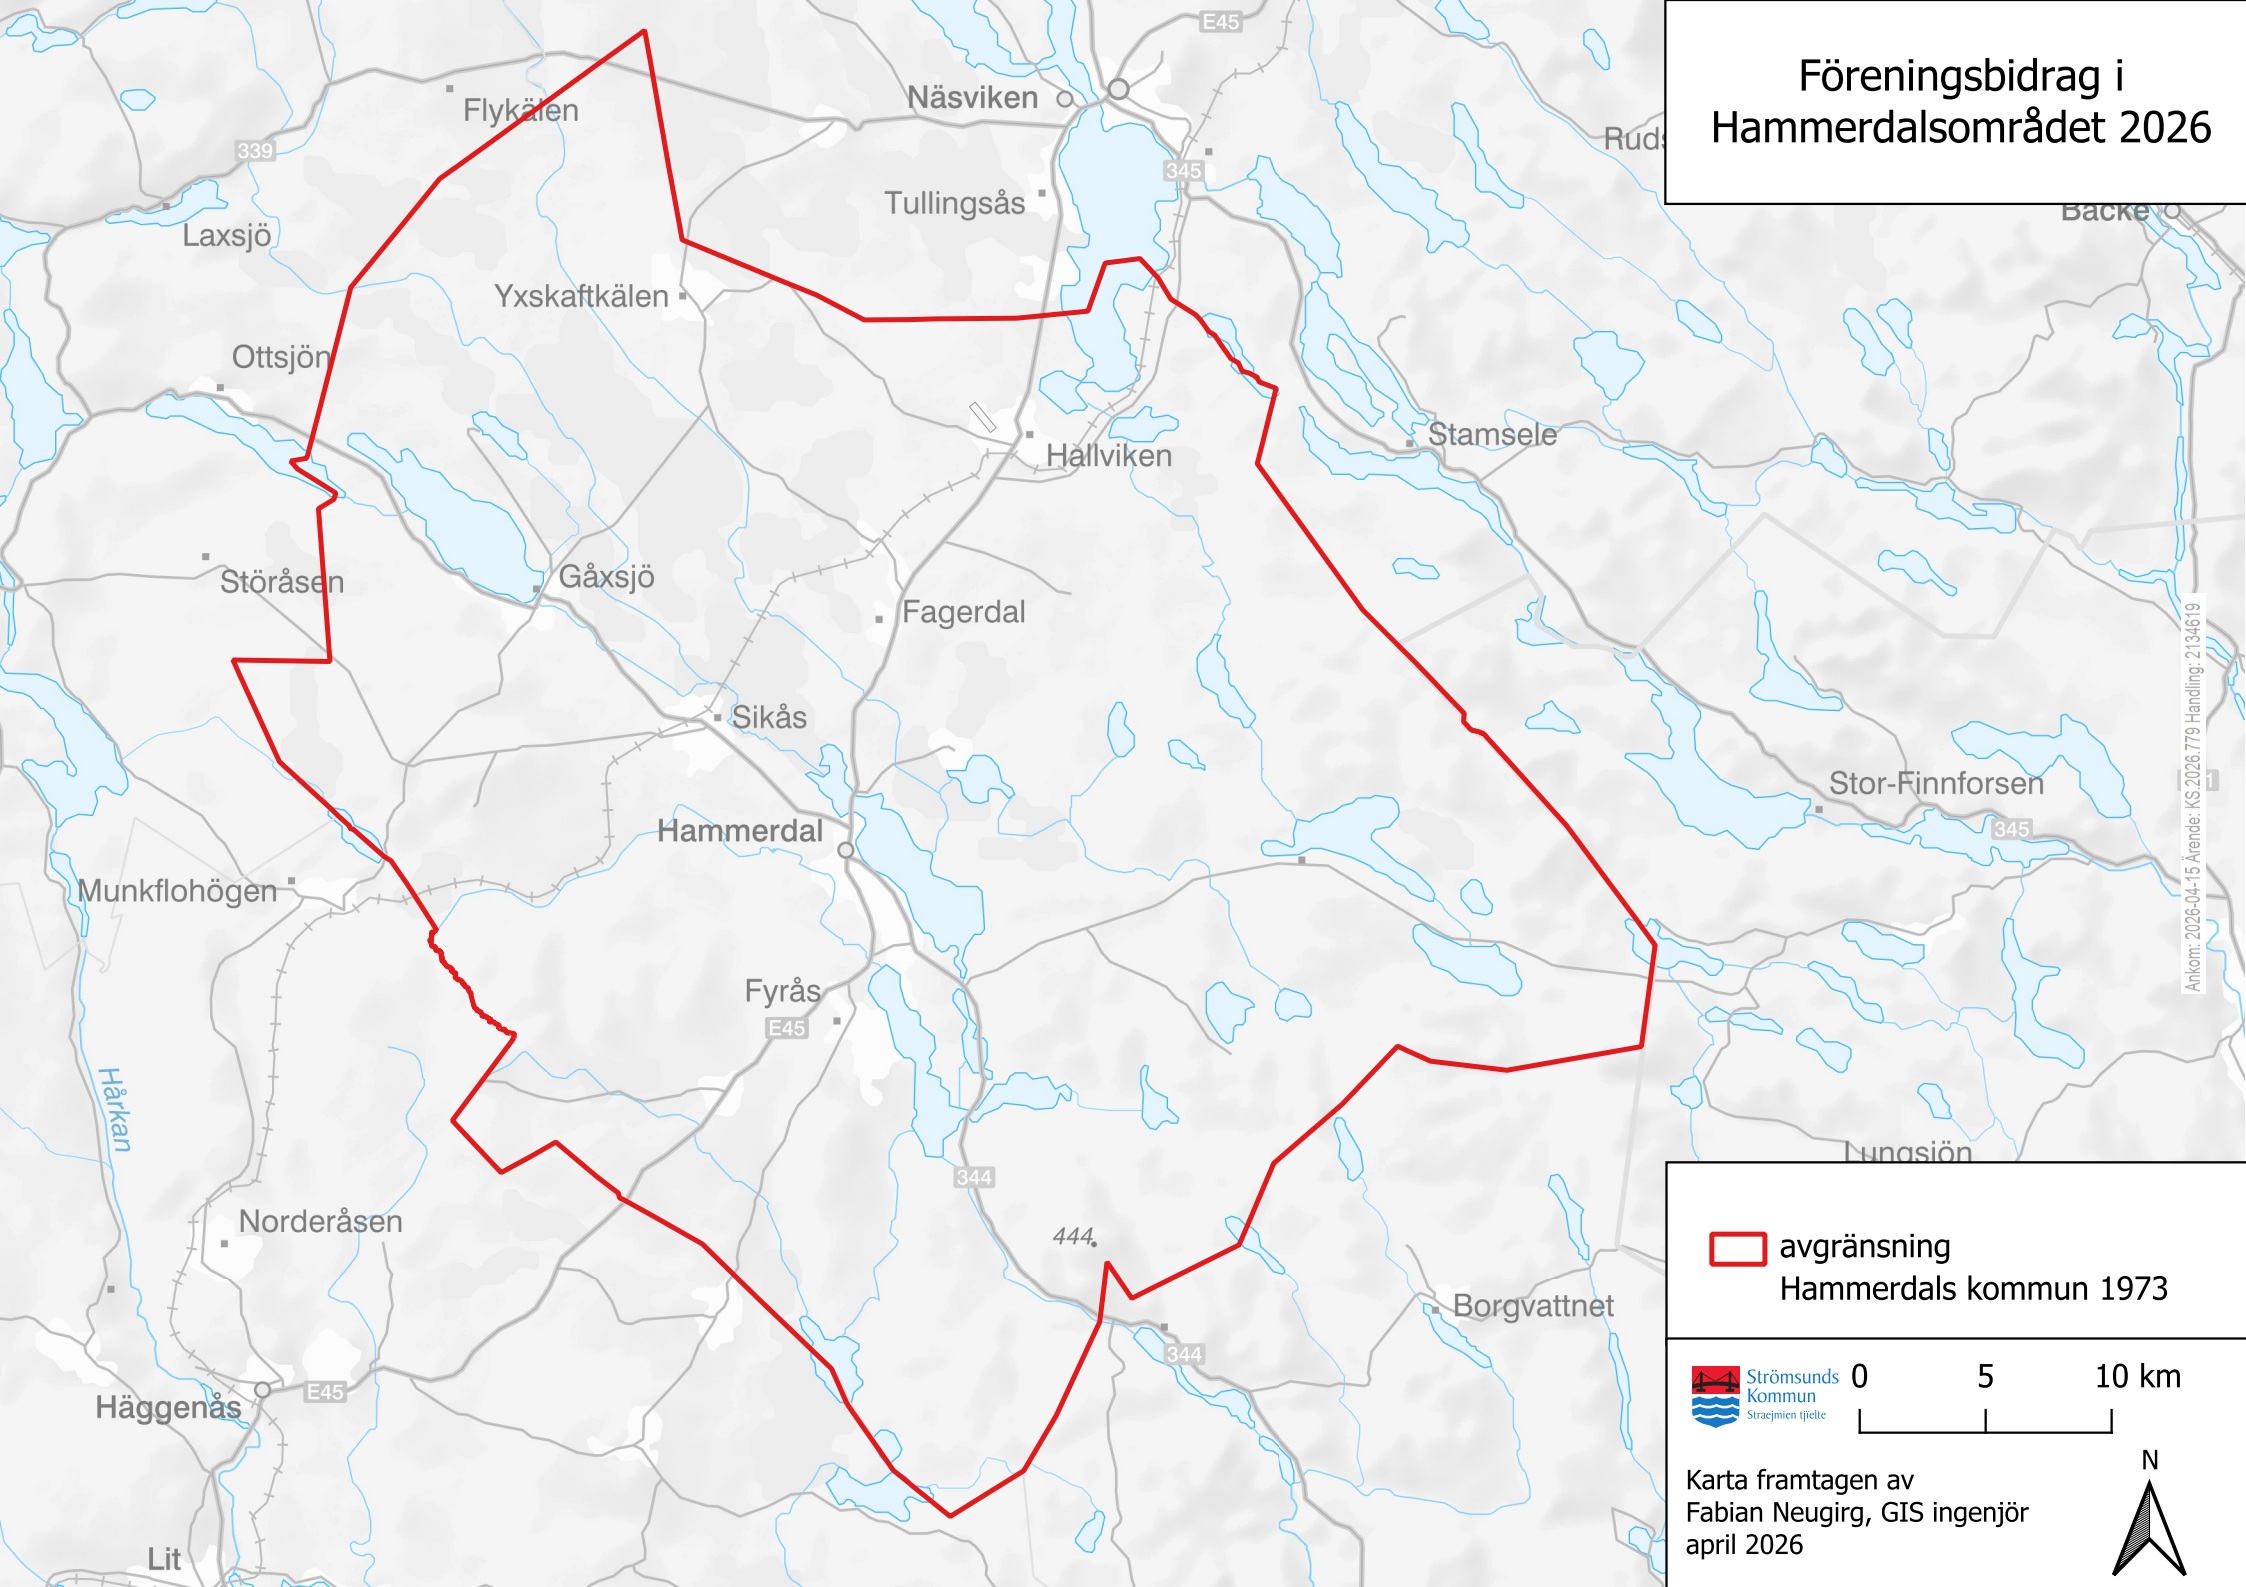 Föreningsbidrag i
Hammerdalsområdet 2026
E45
Näsviken
Flykälen
339
345
Tullingsås
Laxsjö
Backe
Yxskaftkälen
Ottsjön
Stamsele
Hallviken
Gåxsjö
Störåsen
Fagerdal
Sikås
Stor-Finnforsen
Hammerdal
345
Munkflohögen
Fyrås
E45
Hårkan
Lungsjön
344
Norderåsen
444
Borgvattnet
344
E45
Häggenås
Lit
Ankom: 2026-04-15 Ärende: KS.2026.779 Handling: 2134619
avgränsning
Hammerdals kommun 1973
Strömsunds
Kommun
Straejmien tjïelte
0 5 10 km
N
Karta framtagen av
Fabian Neugirg, GIS ingenjör
april 2026